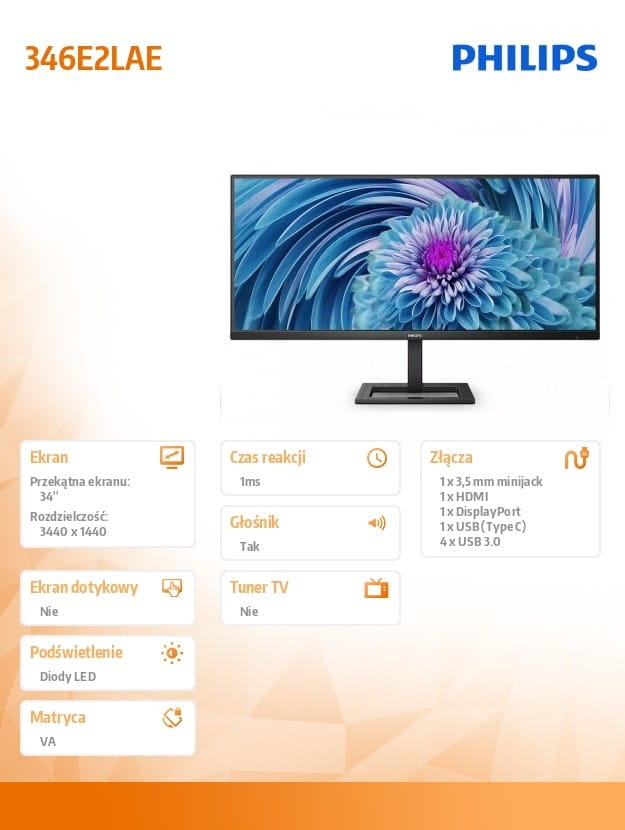 346E2LAE
PHILIPS
PHILIPS
Ekran
Przekątna ekranu:
34"
Rozdzielczość:
3440 x 1440
Czas reakcji
1ms
Głośnik
Tak
Złącza
1 x 3,5 mm minijack
1 x HDMI
1 x DisplayPort
1 x USB (Type C)
4 x USB 3.0
Ekran dotykowy
Nie
Tuner TV
Nie
Podświetlenie
Diody LED
Matryca
VA